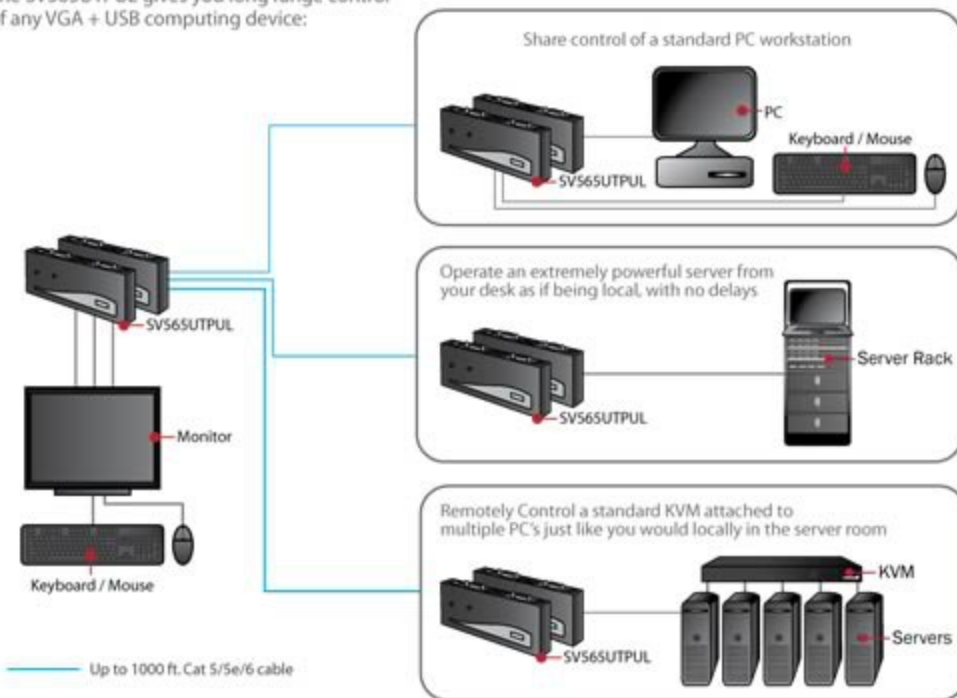 of any VGA + USB computing device:
Share control of a standard PC workstation
PC
Keyboard / Mouse
SV565UTPUL
Operate an extremely powerful server from
your desk as if being local, with no delays
Server Rack
SV565UTPUL
SV565UTPUL
Monitor
Keyboard / Mouse
Remotely Control a standard KVM attached to
multiple PC's just like you would locally in the server room
KVM
Servers
SV565UTPUL
Up to 1000 ft. Cat 5/5e/6 cable